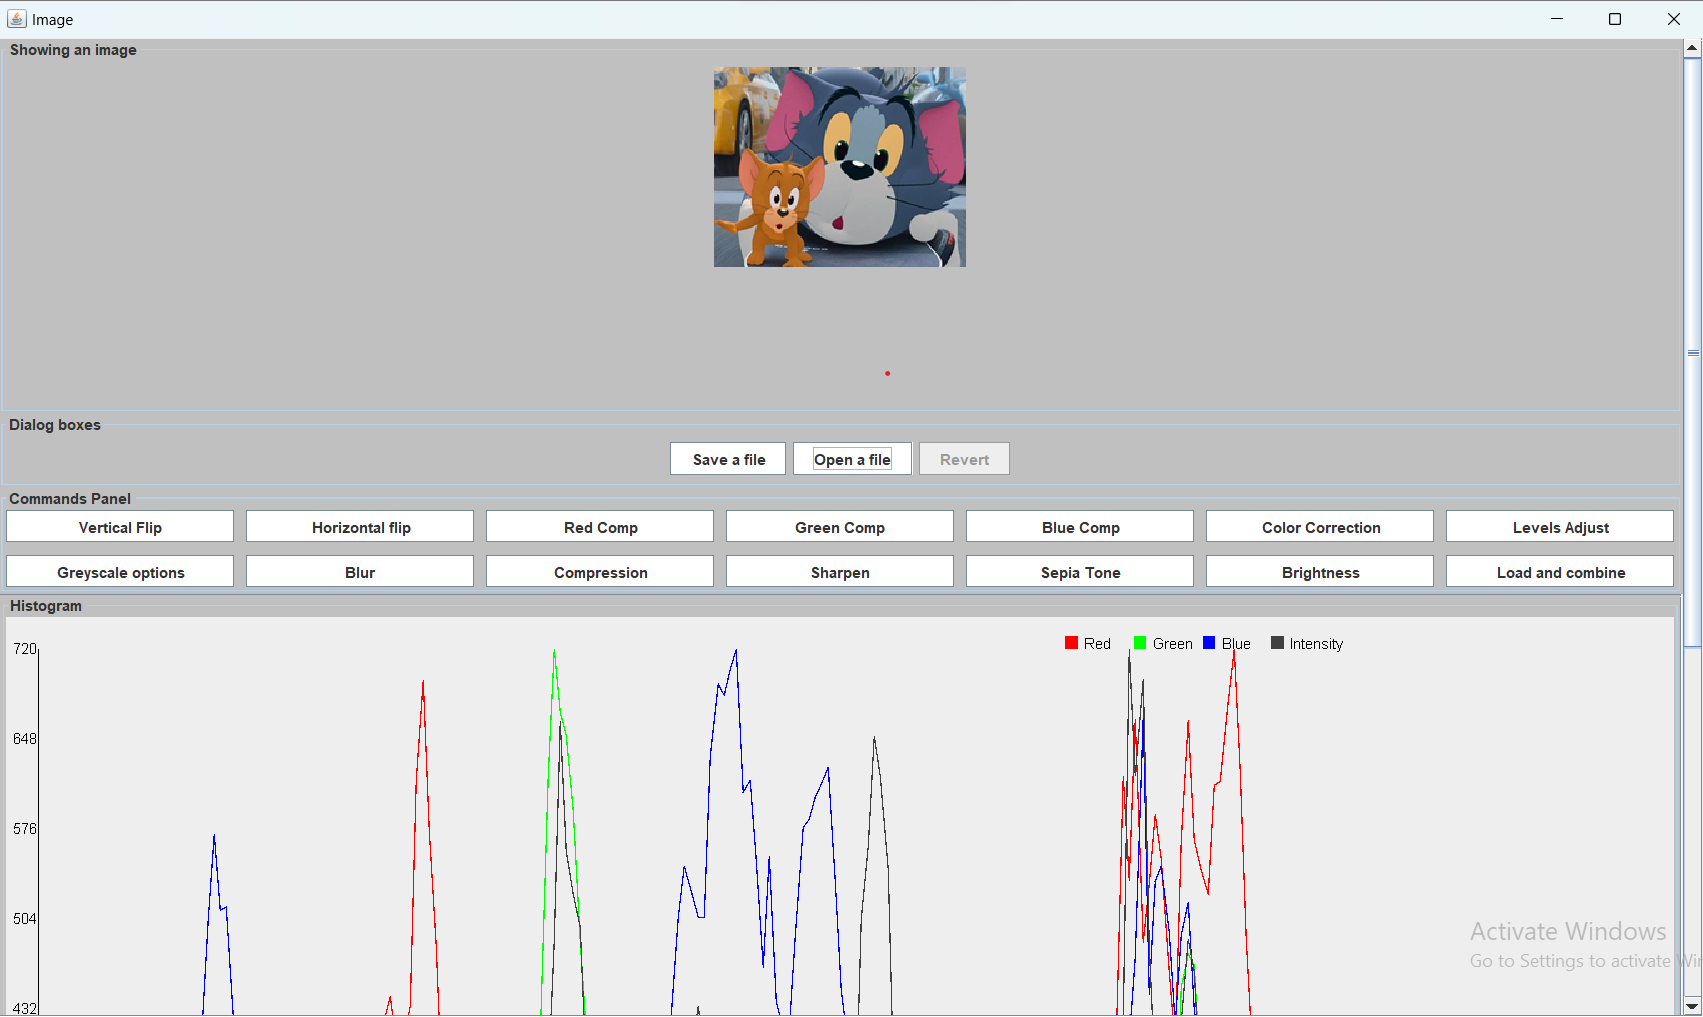 Image
Showing an image
Dialog boxes
Save a file Open a file Revert
Commands Panel
Vertical Flip Horizontal flip Red Comp Green Comp Blue Comp Color Correction Levels Adjust
Greyscale options Blur Compression Sharpen Sepia Tone Brightness Load and combine
Histogram
Red Green Blue Intensity
720
648
576
504
432
Activate Windows
Go to Settings to activate Win